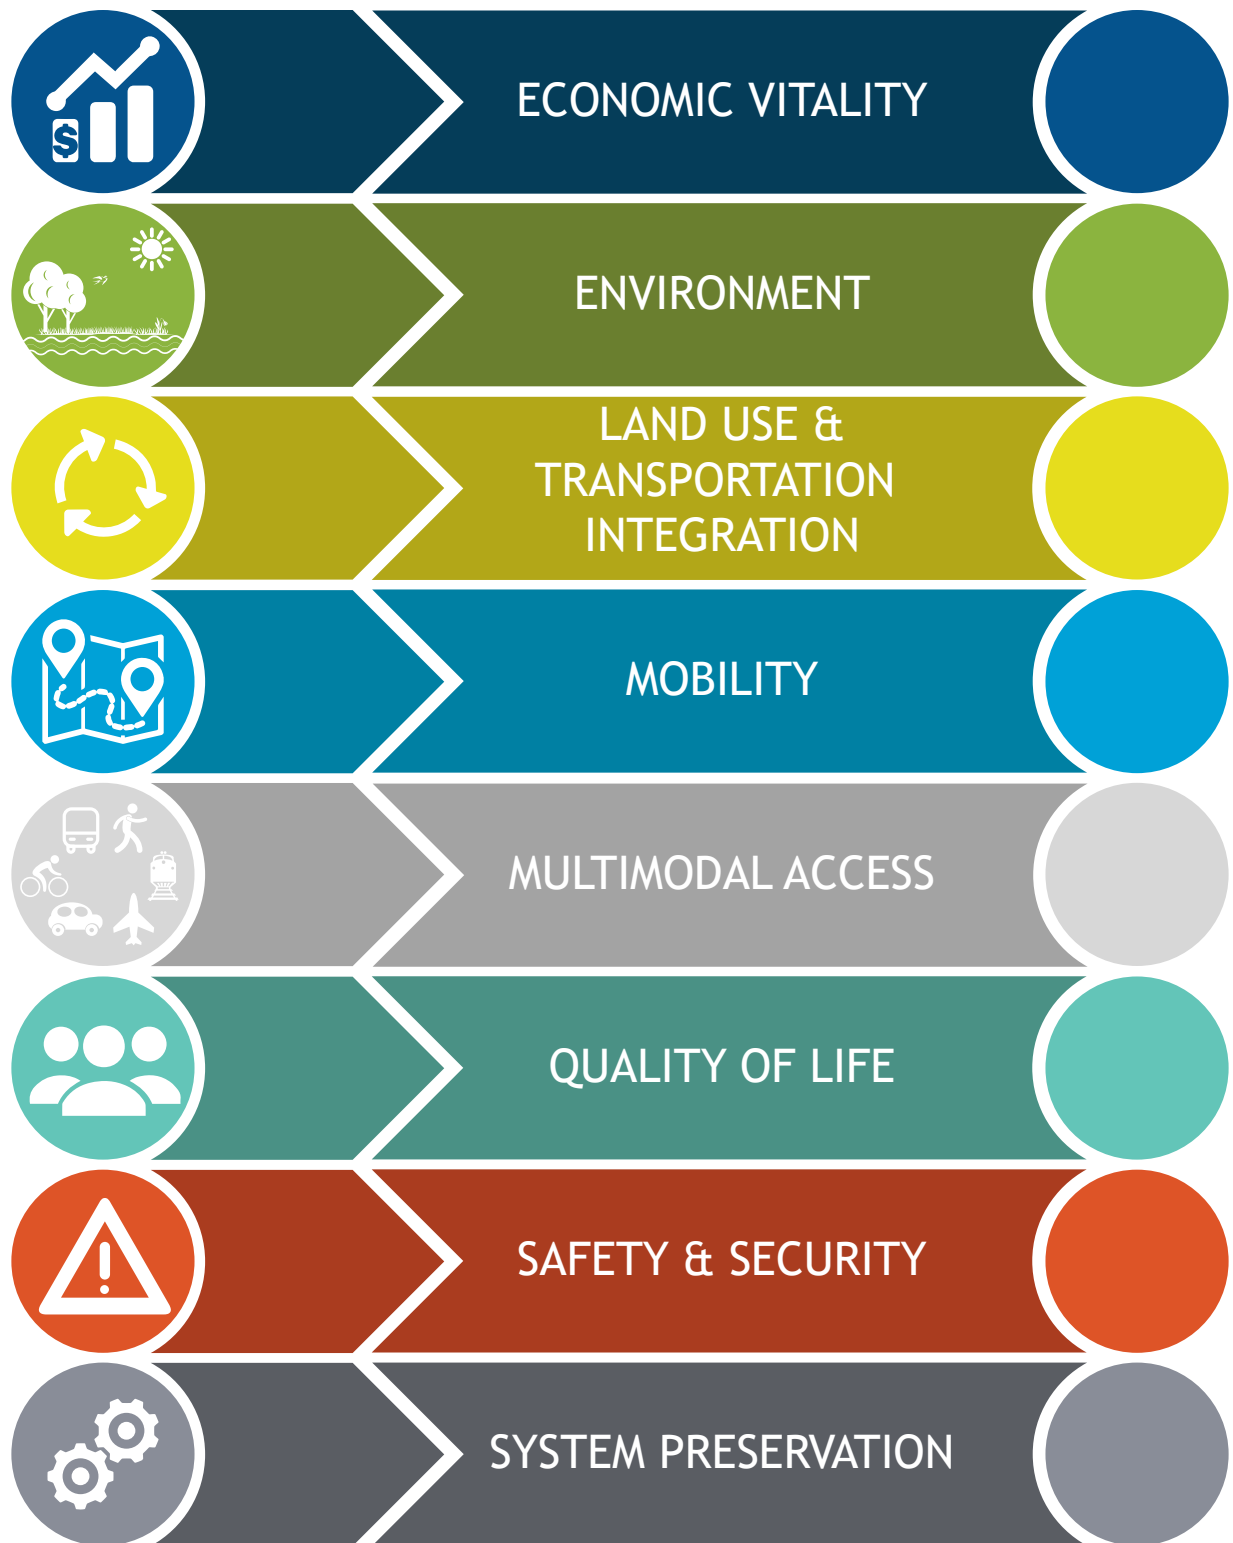 ECONOMIC VITALITY
$
ENVIRONMENT
LAND USE &
TRANSPORTATION
INTEGRATION
MOBILITY
MULTIMODAL ACCESS
QUALITY OF LIFE
SAFETY & SECURITY
SYSTEM PRESERVATION